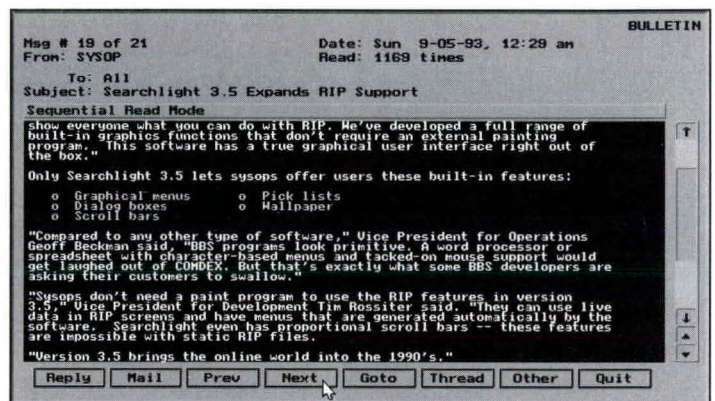 BULLETIN
Msg # 19 of 21 Date: Sun 9-05-93, 12:29 am
From: SYSOP Read: 1169 times
To: All
Subject: Searchlight 3.5 Expands RIP Support
Sequential Read Mode
show everyone what you can do with RIP. We've developed a full range of
built-in graphics functions that don't require an external painting
program. This software has a true graphical user interface right out of
the box."
Only Searchlight 3.5 lets sysops offer users these built-in features:
o Graphical menus o Pick lists
o Dialog boxes o Wallpaper
o Scroll bars
"Compared to any other type of software," Vice President for Operations
Geoff Beckman said, "BBS programs look primitive. A word processor or
spreadsheet with character-based menus and tacked-on mouse support would
get laughed out of COMDEX. But that's exactly what some BBS developers are
asking their customers to swallow."
"Sysops don't need a paint program to use the RIP features in version
3.5," Vice President for Development Tim Rossiter said. "They can use live
data in RIP screens and have menus that are generated automatically by the
software. Searchlight even has proportional scroll bars -- these features
are impossible with static RIP files.
"Version 3.5 brings the online world into the 1990's."
Reply Mail Prev Next Goto Thread Other Quit